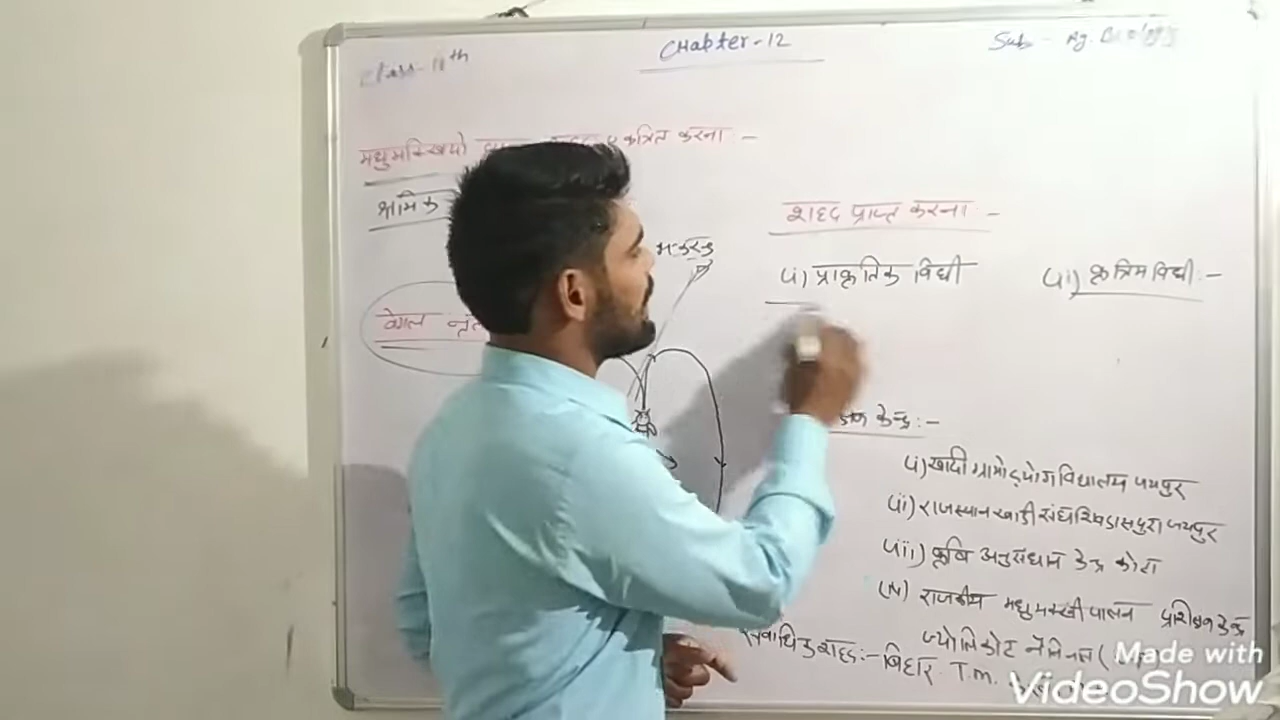 Class - 11th
Chapter - 12
Sub - Ag. Biology
मधुमक्खियो एकत्रित करना :-
श्रमिक
मकरन्द
शहद प्राप्त करना :-
(i) प्राकृतिक विधी
(ii) कृत्रिम विधी :-
केन्द्र :-
(i) खादी ग्रामोद्योग विद्यालय जयपुर
(ii) राजस्थान खादी संघ जयपुर
(iii) कृषि अनुसंधान केन्द्र कोटा
(iv) राजकीय मधुमक्खी पालन प्रशिक्षण केन्द्र
ज्योलिकोट
सर्वाधिक शहद :- बिहार T.M.
Made with
VideoShow